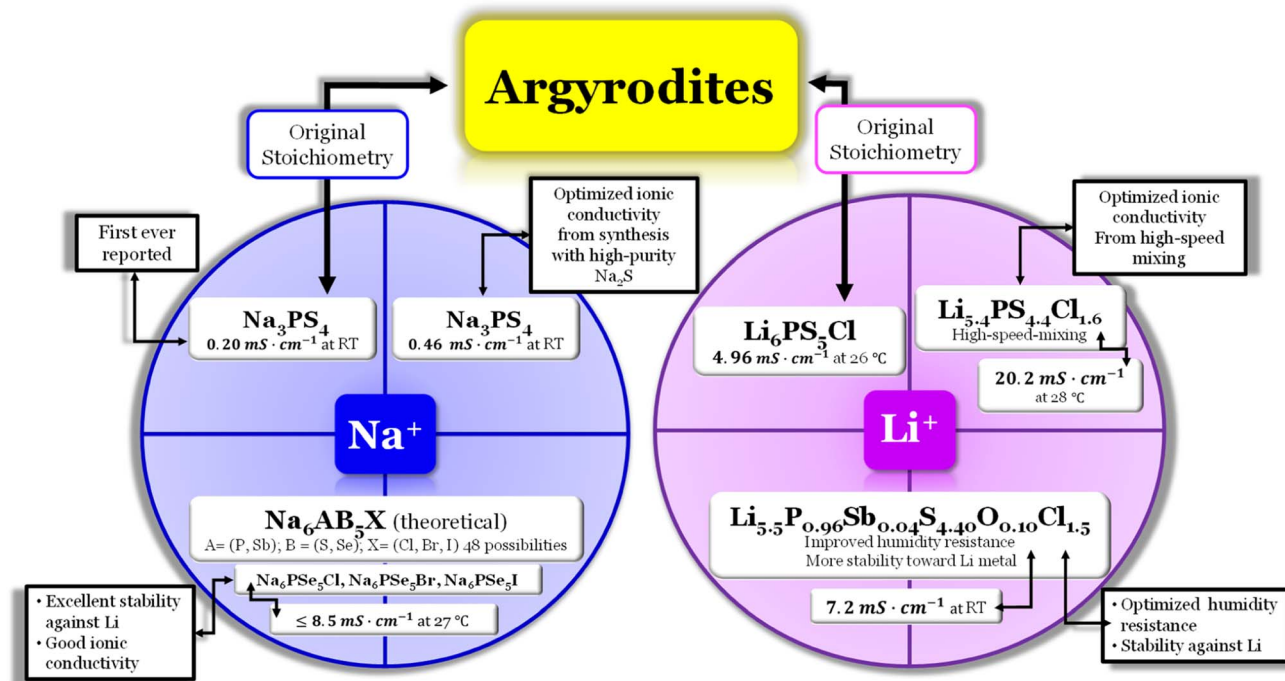 Argyrodites
Original
Stoichiometry
Original
Stoichiometry
First ever
reported
Optimized ionic
conductivity
from synthesis
with high-purity
Na₂S
Na₃PS₄
0.20 mS · cm⁻¹ at RT
Na₃PS₄
0.46 mS · cm⁻¹ at RT
Na⁺
Na₆AB₅X (theoretical)
A= (P, Sb); B = (S, Se); X= (Cl, Br, I) 48 possibilities
Na₆PSe₅Cl, Na₆PSe₅Br, Na₆PSe₅I
≤ 8.5 mS · cm⁻¹ at 27 °C
• Excellent stability
against Li
• Good ionic
conductivity
Optimized ionic
conductivity
From high-speed
mixing
Li₆PS₅Cl
4.96 mS · cm⁻¹ at 26 °C
Li₅.₄PS₄.₄Cl₁.₆
High-speed-mixing
20.2 mS · cm⁻¹
at 28 °C
Li⁺
Li₅.₅P₀.₉₆Sb₀.₀₄S₄.₄₀O₀.₁₀Cl₁.₅
Improved humidity resistance
More stability toward Li metal
7.2 mS · cm⁻¹ at RT
• Optimized humidity
resistance
• Stability against Li